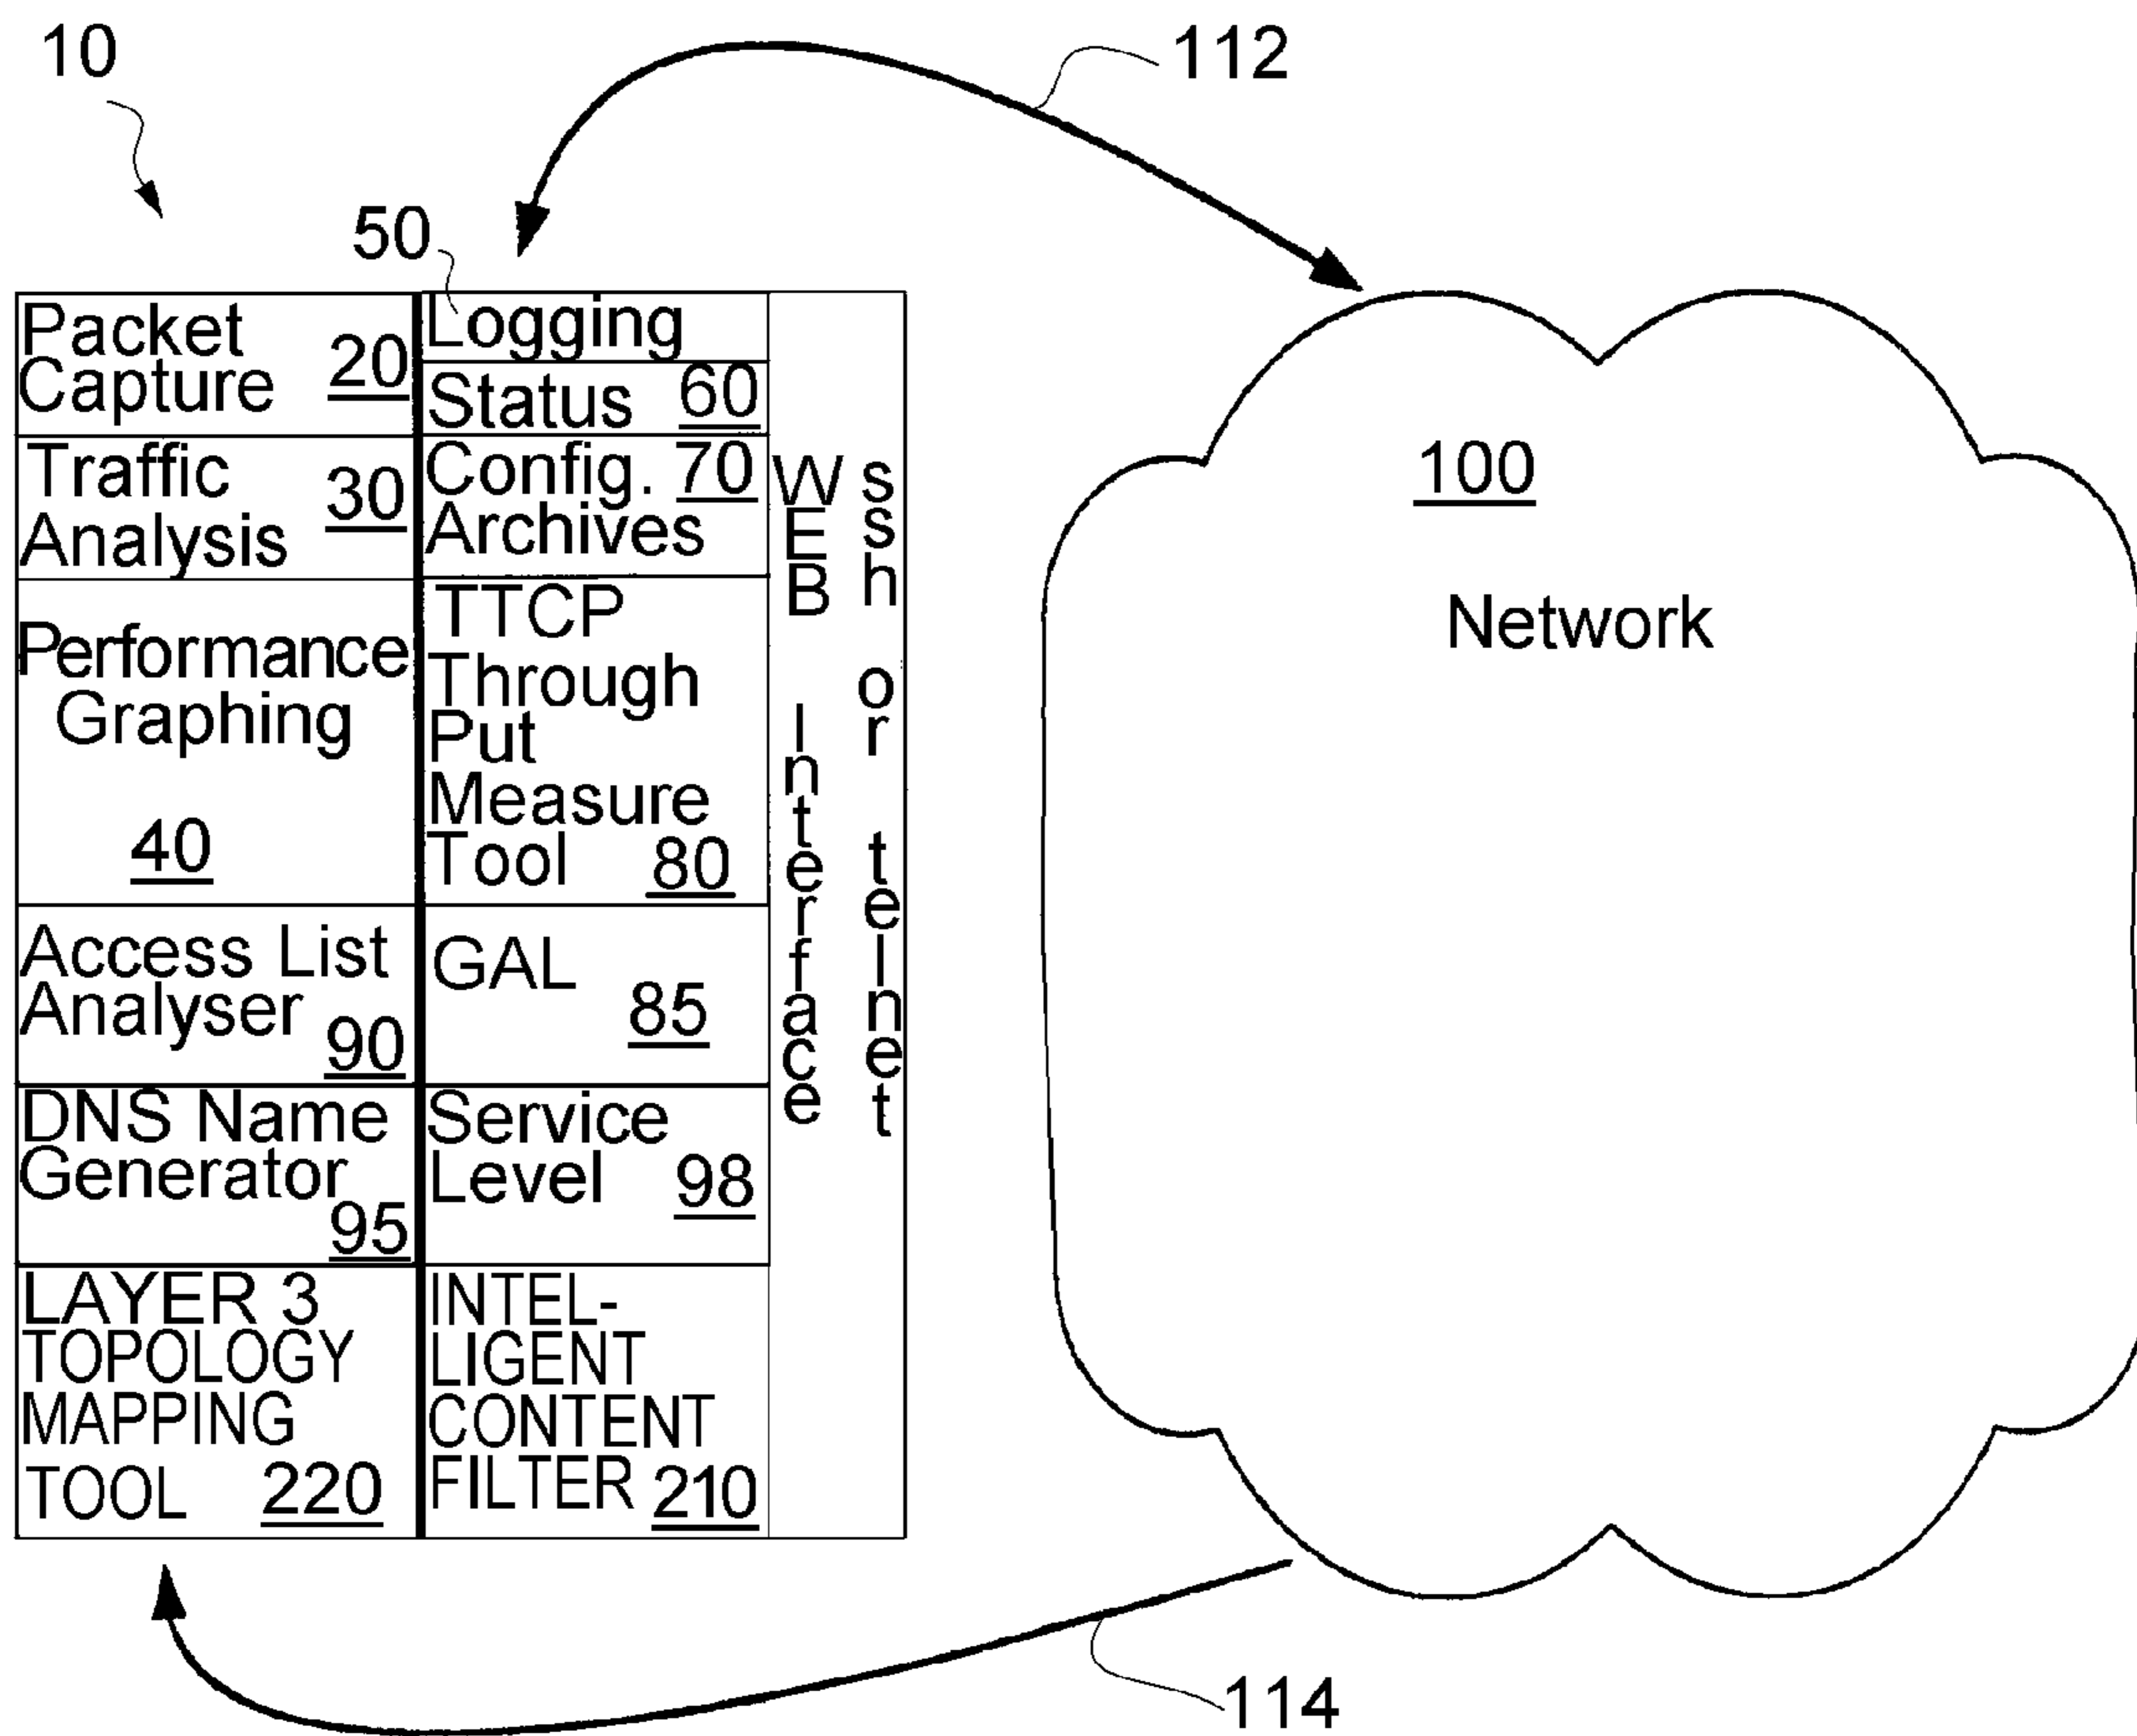 10
112
50
Packet
Capture 20
Logging
Status 60
Traffic
Analysis 30
Config. 70
Archives
Performance
Graphing
40
TTCP
Through
Put
Measure
Tool 80
Access List
Analyser
90
GAL
85
DNS Name
Generator
95
Service
Level 98
LAYER 3
TOPOLOGY
MAPPING
TOOL 220
INTEL-
LIGENT
CONTENT
FILTER 210
WEB Interface
ssh or telnet
100
Network
114